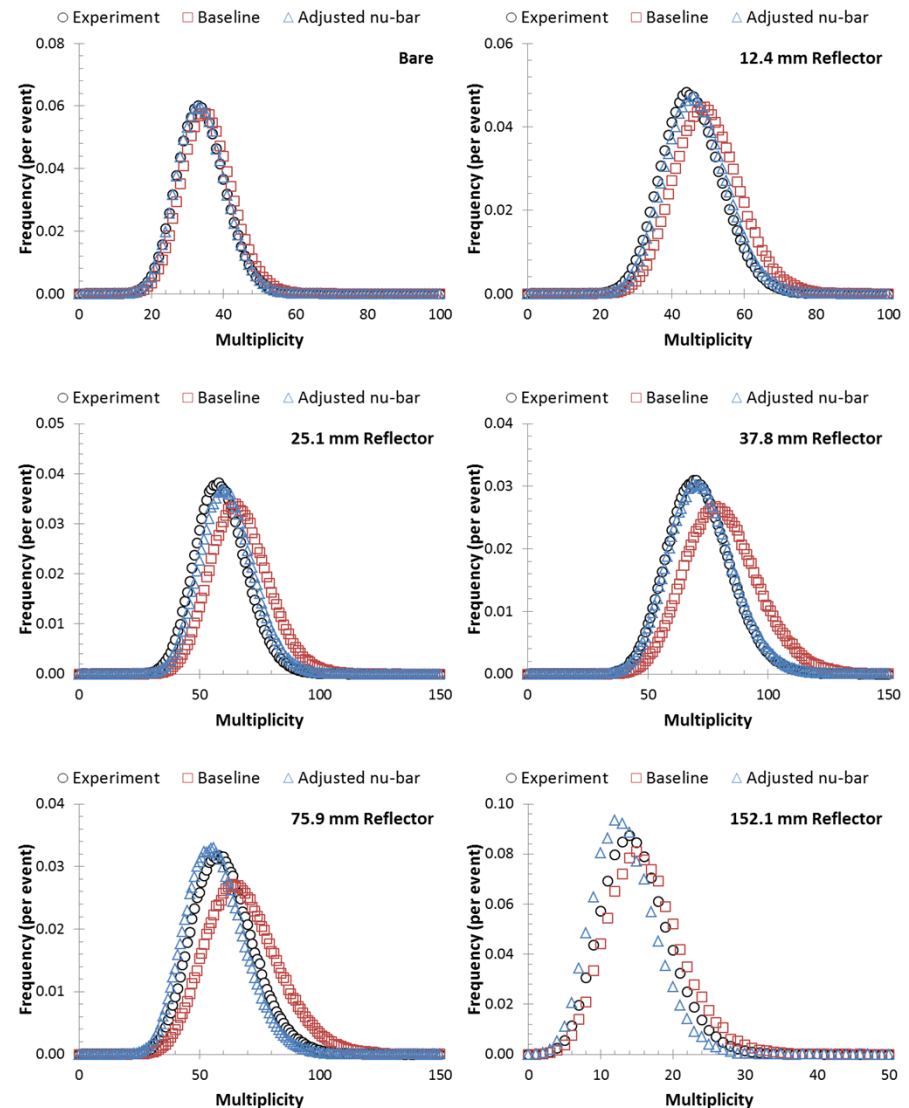 ○ Experiment □ Baseline △ Adjusted nu-bar
Bare
Frequency (per event)
0.08
0.06
0.04
0.02
0.00
0 20 40 60 80 100
Multiplicity
○ Experiment □ Baseline △ Adjusted nu-bar
12.4 mm Reflector
Frequency (per event)
0.06
0.04
0.02
0.00
0 20 40 60 80 100
Multiplicity
○ Experiment □ Baseline △ Adjusted nu-bar
25.1 mm Reflector
Frequency (per event)
0.05
0.04
0.03
0.02
0.01
0.00
0 50 100 150
Multiplicity
○ Experiment □ Baseline △ Adjusted nu-bar
37.8 mm Reflector
Frequency (per event)
0.04
0.03
0.02
0.01
0.00
0 50 100 150
Multiplicity
○ Experiment □ Baseline △ Adjusted nu-bar
75.9 mm Reflector
Frequency (per event)
0.04
0.03
0.02
0.01
0.00
0 50 100 150
Multiplicity
○ Experiment □ Baseline △ Adjusted nu-bar
152.1 mm Reflector
Frequency (per event)
0.10
0.08
0.06
0.04
0.02
0.00
0 10 20 30 40 50
Multiplicity